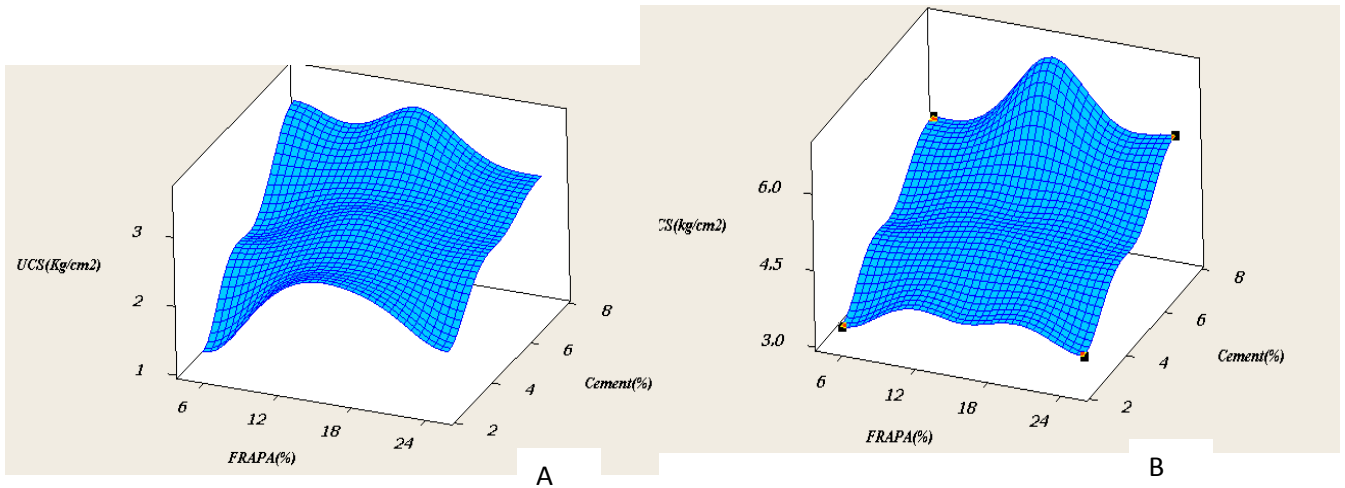 3
UCS(Kg/cm2)
2
1
6
12
18
24
FRAPA(%)
8
6
4
2
Cement(%)
A
6.0
CS(kg/cm2)
4.5
3.0
6
12
18
24
FRAPA(%)
8
6
4
2
Cement(%)
B